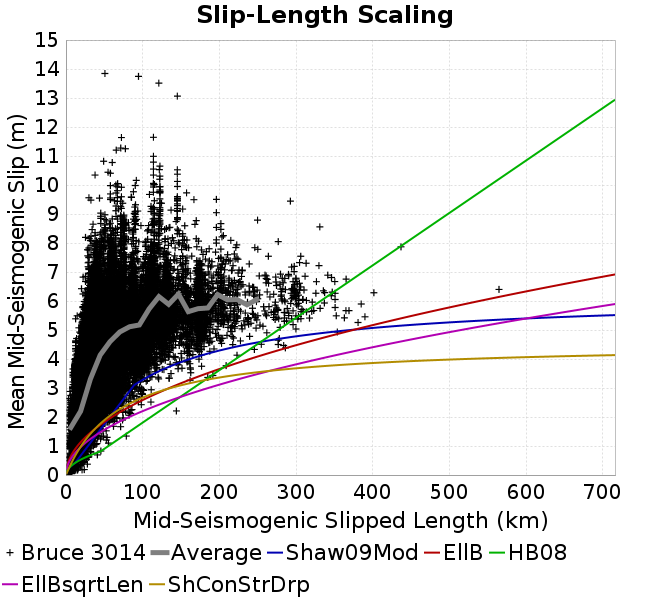 Slip-Length Scaling
Mean Mid-Seismogenic Slip (m)
15
14
13
12
11
10
9
8
7
6
5
4
3
2
1
0
0 100 200 300 400 500 600 700
Mid-Seismogenic Slipped Length (km)
Bruce 3014 Average Shaw09Mod EllB HB08
EllBsqrtLen ShConStrDrp